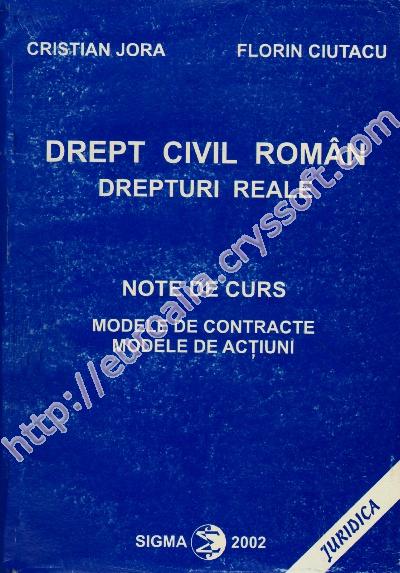 CRISTIAN JORA FLORIN CIUTACU
DREPT CIVIL ROMÂN
DREPTURI REALE
NOTE DE CURS
MODELE DE CONTRACTE
MODELE DE ACȚIUNI
http://euroalia.cryssoft.com
SIGMA 2002
JURIDICA